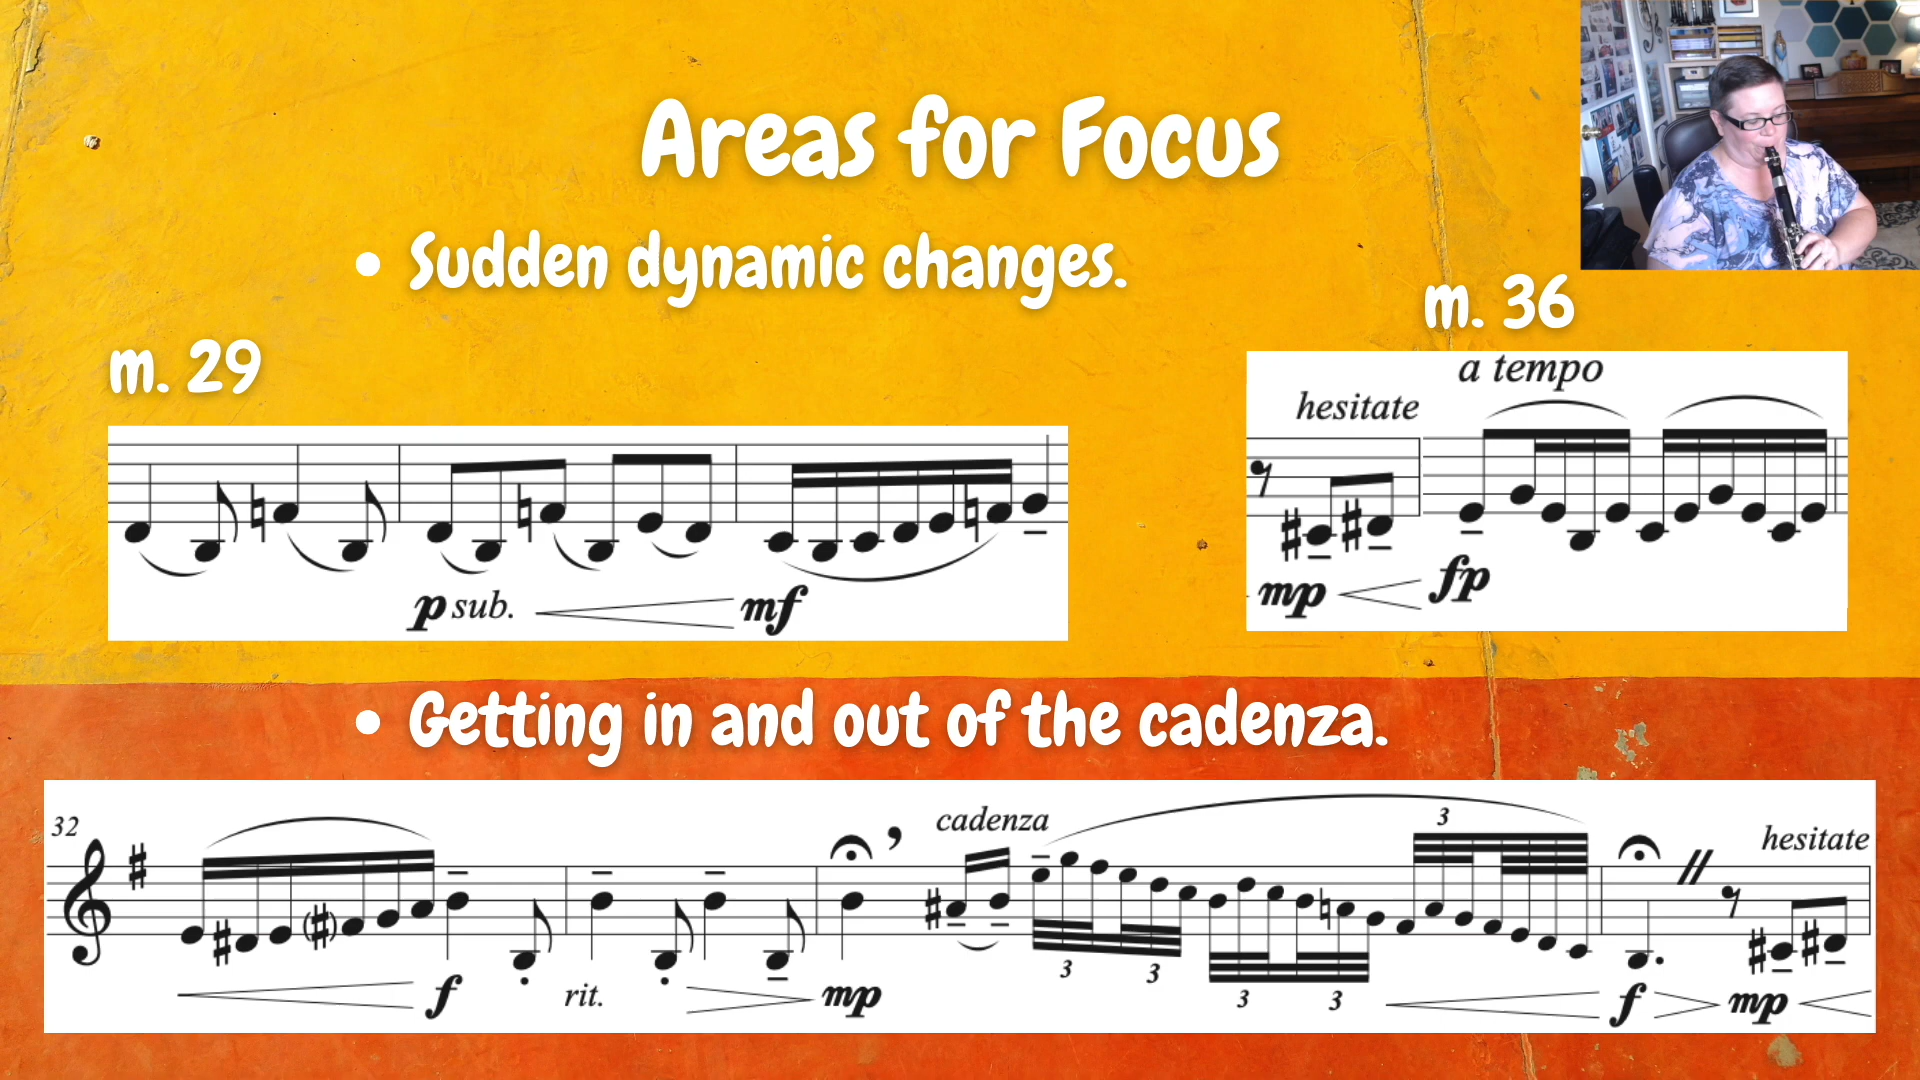 Areas for Focus
• Sudden dynamic changes.
m. 29
m. 36
a tempo
hesitate
p sub. mf
mp fp
• Getting in and out of the cadenza.
32
cadenza
3
hesitate
3 3 3 3
f rit. mp f mp